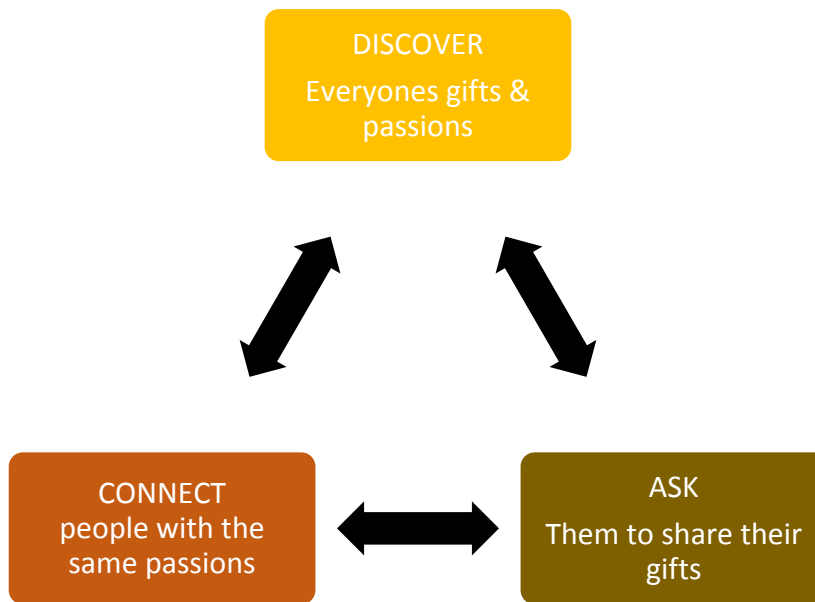 DISCOVER
Everyones gifts &
passions
CONNECT
people with the
same passions
ASK
Them to share their
gifts